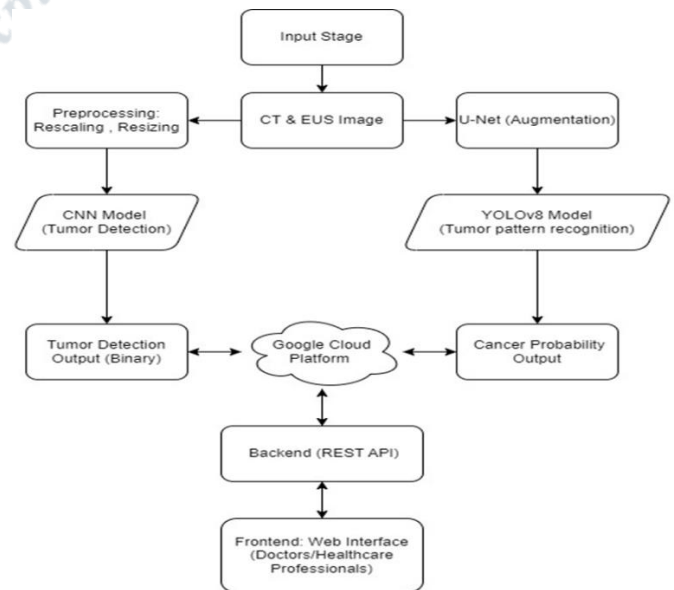 Input Stage
Preprocessing:
Rescaling , Resizing
CT & EUS Image
U-Net (Augmentation)
CNN Model
(Tumor Detection)
YOLOv8 Model
(Tumor pattern recognition)
Tumor Detection
Output (Binary)
Google Cloud
Platform
Cancer Probability
Output
Backend (REST API)
Frontend: Web Interface
(Doctors/Healthcare
Professionals)